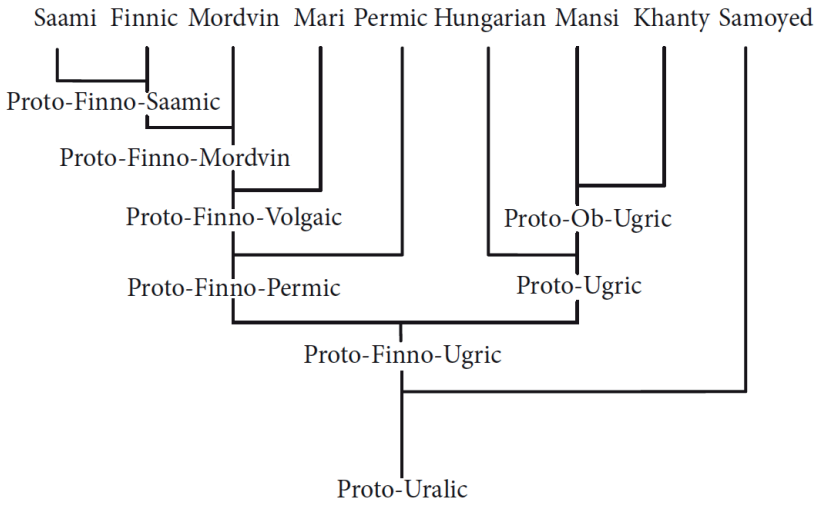 Saami Finnic Mordvin Mari Permic Hungarian Mansi Khanty Samoyed
Proto-Finno-Saamic
Proto-Finno-Mordvin
Proto-Finno-Volgaic Proto-Ob-Ugric
Proto-Finno-Permic Proto-Ugric
Proto-Finno-Ugric
Proto-Uralic